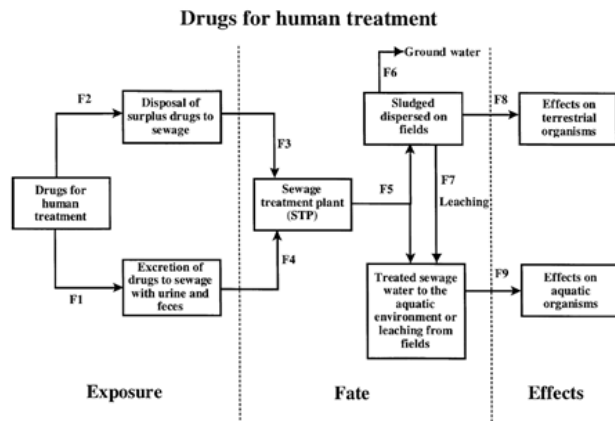 Drugs for human treatment
Ground water
F6
F2
Disposal of
surplus drugs to
sewage
F3
Sludged
dispersed on
fields
F8
Effects on
terrestrial
organisms
Drugs for
human
treatment
Sewage
treatment plant
(STP)
F5
F7
Leaching
F1
Excretion of
drugs to sewage
with urine and
feces
F4
Treated sewage
water to the
aquatic
environment or
leaching from
fields
F9
Effects on
aquatic
organisms
Exposure
Fate
Effects